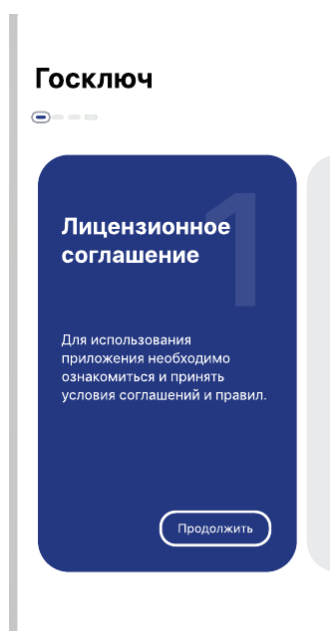 Госключ
1
Лицензионное
соглашение
Для использования
приложения необходимо
ознакомиться и принять
условия соглашений и правил.
Продолжить